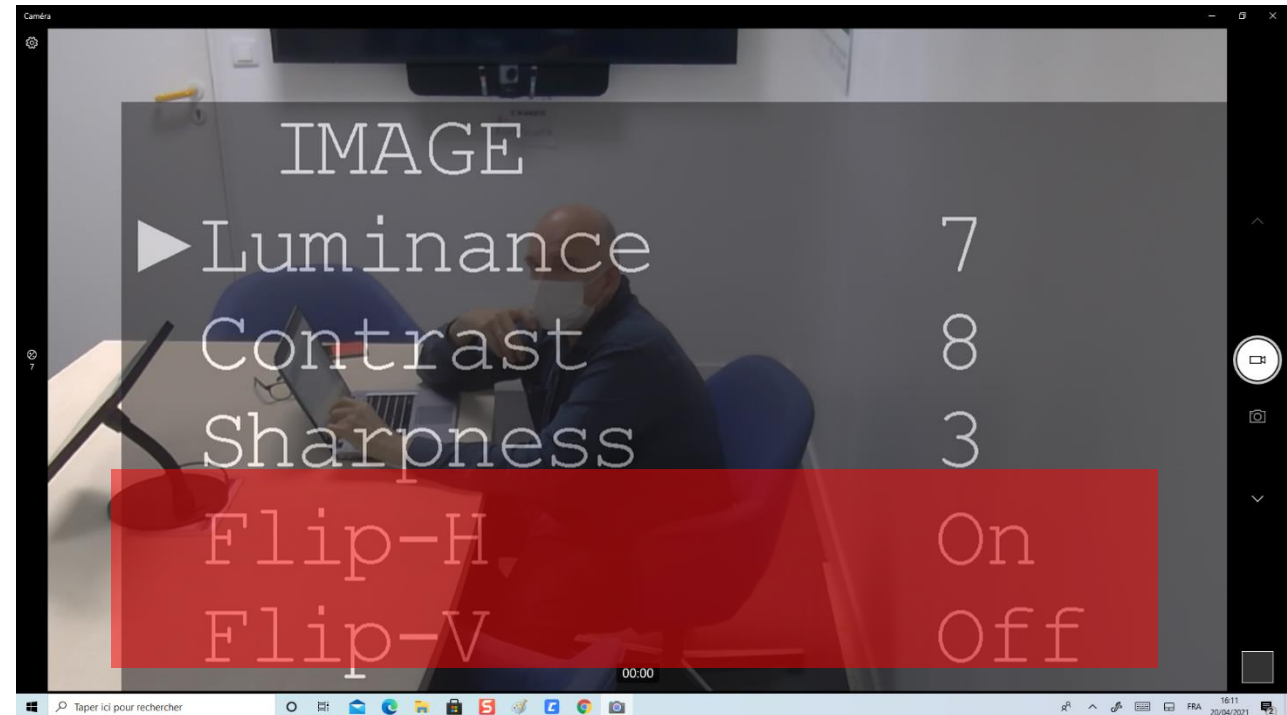 Caméra
IMAGE
Luminance 7
Contrast 8
Sharpness 3
Flip-H On
Flip-V Off
7
00:00
Taper ici pour rechercher
FRA
16:11
20/04/2021
2